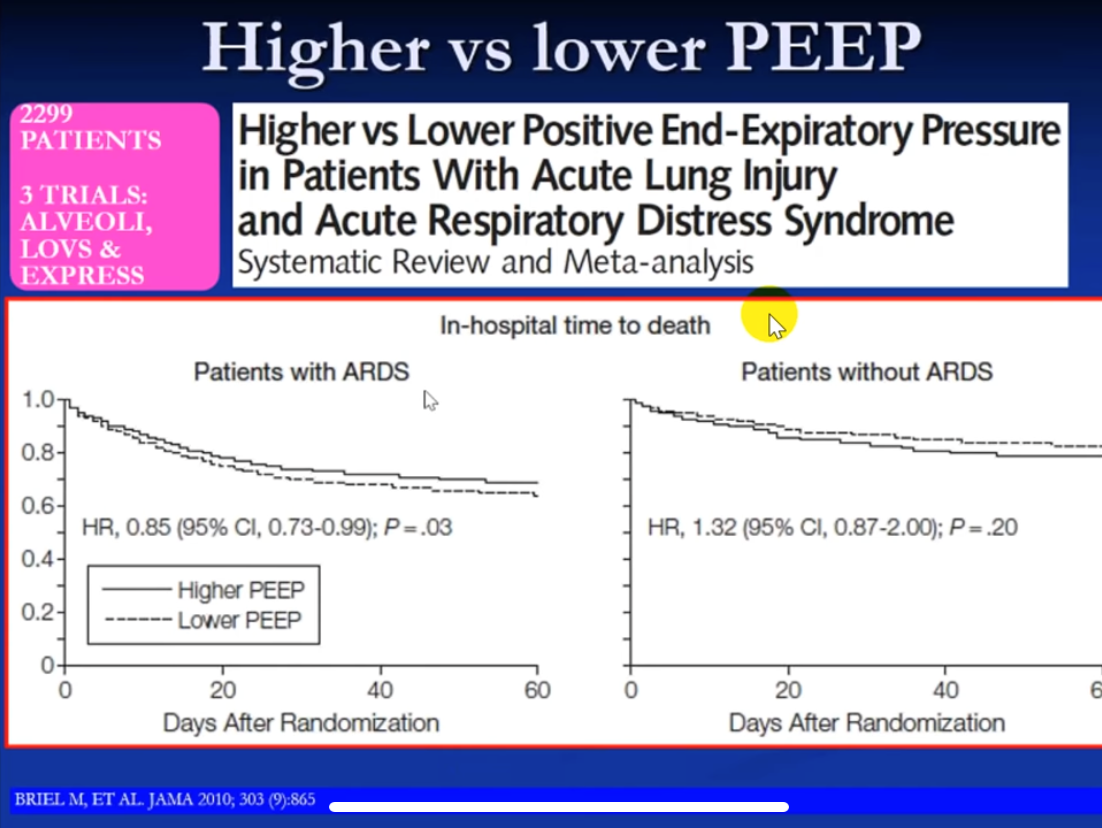 Higher vs lower PEEP
2299
PATIENTS
3 TRIALS:
ALVEOLI,
LOVS &
EXPRESS
Higher vs Lower Positive End-Expiratory Pressure
in Patients With Acute Lung Injury
and Acute Respiratory Distress Syndrome
Systematic Review and Meta-analysis
In-hospital time to death
Patients with ARDS
1.0
0.8
0.6
0.4
0.2
0
HR, 0.85 (95% CI, 0.73-0.99); P = .03
Higher PEEP
Lower PEEP
0 20 40 60
Days After Randomization
Patients without ARDS
HR, 1.32 (95% CI, 0.87-2.00); P = .20
0 20 40 6
Days After Randomization
BRIEL M, ET AL. JAMA 2010; 303 (9):865